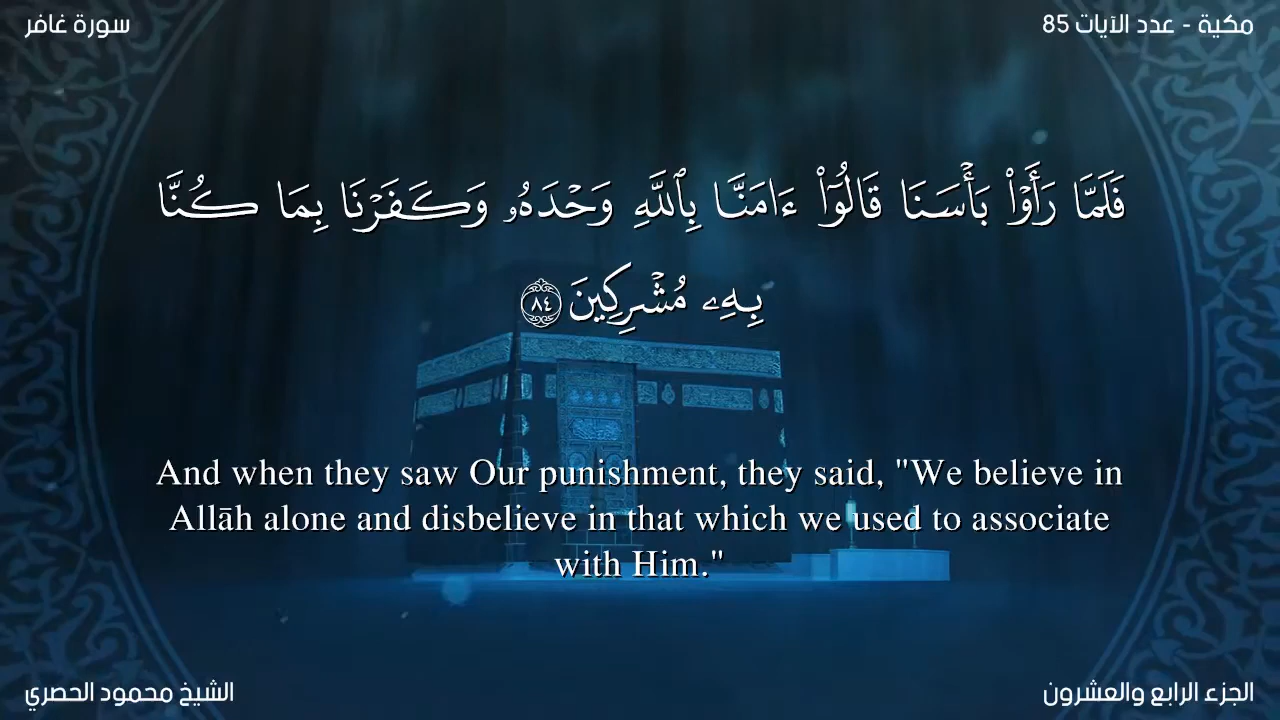 سورة غافر
مكية - عدد الآيات 85
فَلَمَّا رَأَوْا۟ بَأْسَنَا قَالُوٓا۟ ءَامَنَّا بِٱللَّهِ وَحْدَهُۥ وَكَفَرْنَا بِمَا كُنَّا
بِهِۦ مُشْرِكِينَ ٨٤
And when they saw Our punishment, they said, "We believe in
Allāh alone and disbelieve in that which we used to associate
with Him."
الشيخ محمود الحصري
الجزء الرابع والعشرون